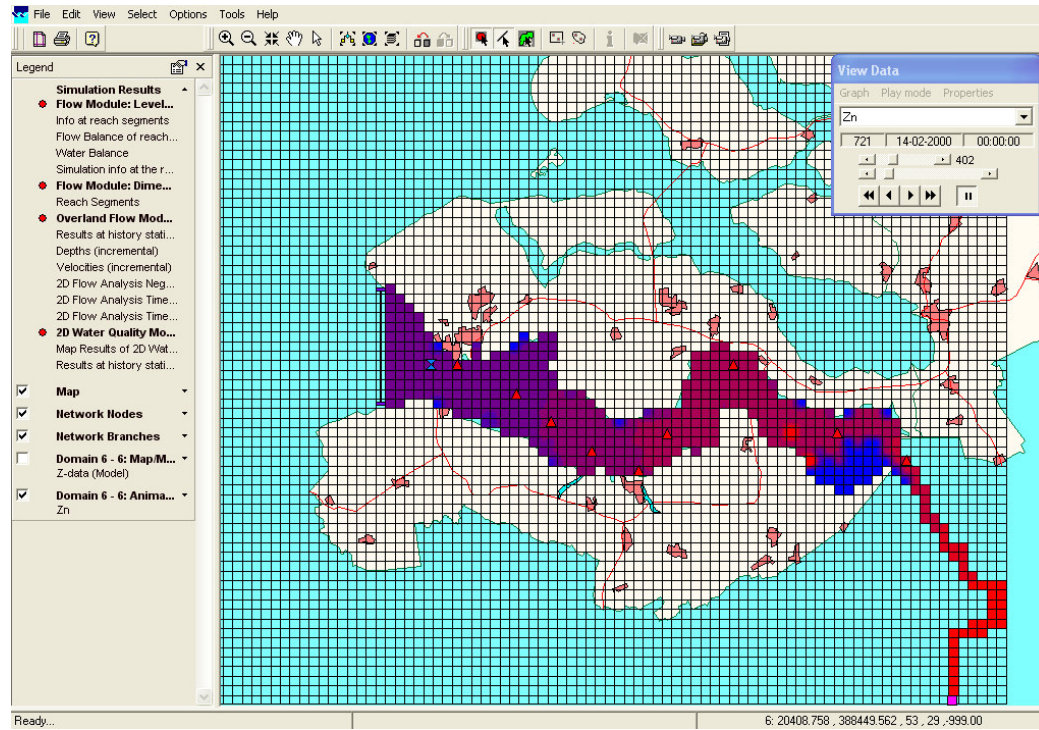 File Edit View Select Options Tools Help
Legend
Simulation Results
Flow Module: Level...
Info at reach segments
Flow Balance of reach...
Water Balance
Simulation info at the r...
Flow Module: Dime...
Reach Segments
Overland Flow Mod...
Results at history stati...
Depths (incremental)
Velocities (incremental)
2D Flow Analysis Neg...
2D Flow Analysis Time...
2D Flow Analysis Time...
2D Water Quality Mo...
Map Results of 2D Wat...
Results at history stati...
Map
Network Nodes
Network Branches
Domain 6 - 6: Map/M...
Z-data (Model)
Domain 6 - 6: Anima...
Zn
View Data
Graph Play mode Properties
Zn
721 14-02-2000 00:00:00
402
Ready...
6: 20408.758 , 388449.562 , 53 , 29 ,-999.00